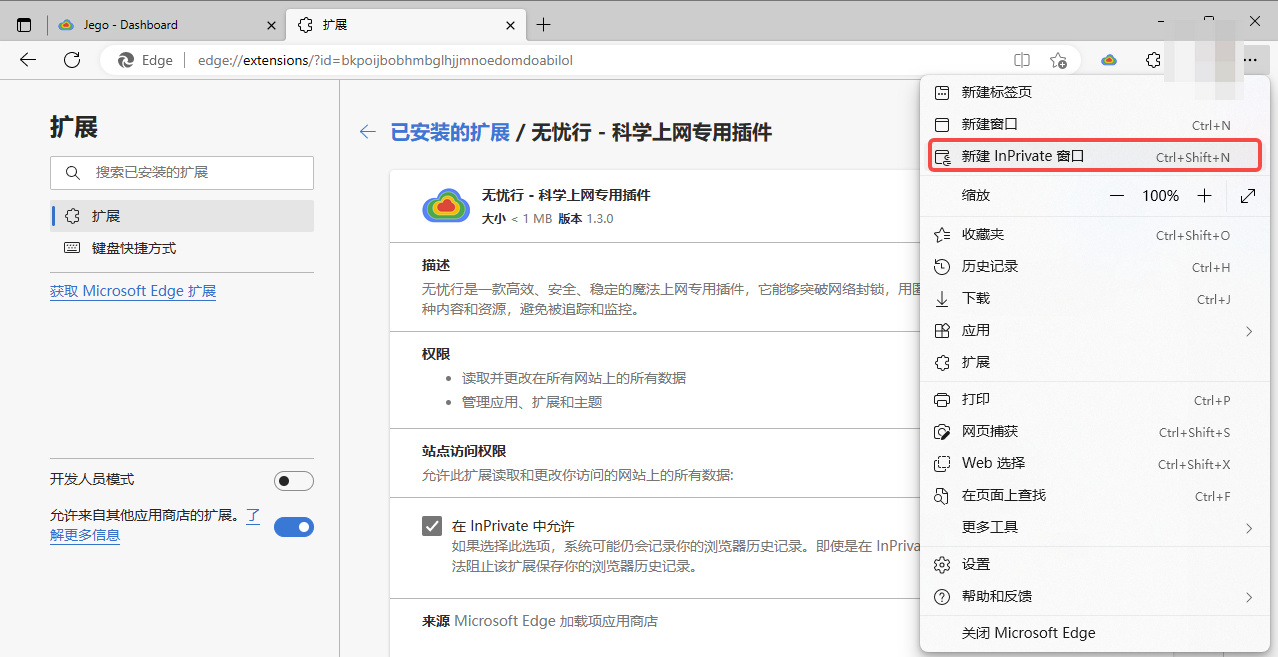 Jego - Dashboard
扩展
Edge
edge://extensions/?id=bkpoijbobhmbglhjjmnoedomdoabilol
扩展
搜索已安装的扩展
扩展
键盘快捷方式
获取 Microsoft Edge 扩展
开发人员模式
允许来自其他应用商店的扩展。了
解更多信息
已安装的扩展 / 无忧行 - 科学上网专用插件
无忧行 - 科学上网专用插件
大小 < 1 MB 版本 1.3.0
描述
无忧行是一款高效、安全、稳定的魔法上网专用插件，它能够突破网络封锁，用匿
种内容和资源，避免被追踪和监控。
权限
• 读取并更改在所有网站上的所有数据
• 管理应用、扩展和主题
站点访问权限
允许此扩展读取和更改你访问的网站上的所有数据:
在 InPrivate 中允许
如果选择此选项，系统可能仍会记录你的浏览器历史记录。即使是在 InPriva
法阻止该扩展保存你的浏览器历史记录。
来源 Microsoft Edge 加载项应用商店
新建标签页
新建窗口 Ctrl+N
新建 InPrivate 窗口 Ctrl+Shift+N
缩放 100%
收藏夹 Ctrl+Shift+O
历史记录 Ctrl+H
下载 Ctrl+J
应用
扩展
打印 Ctrl+P
网页捕获 Ctrl+Shift+S
Web 选择 Ctrl+Shift+X
在页面上查找 Ctrl+F
更多工具
设置
帮助和反馈
关闭 Microsoft Edge